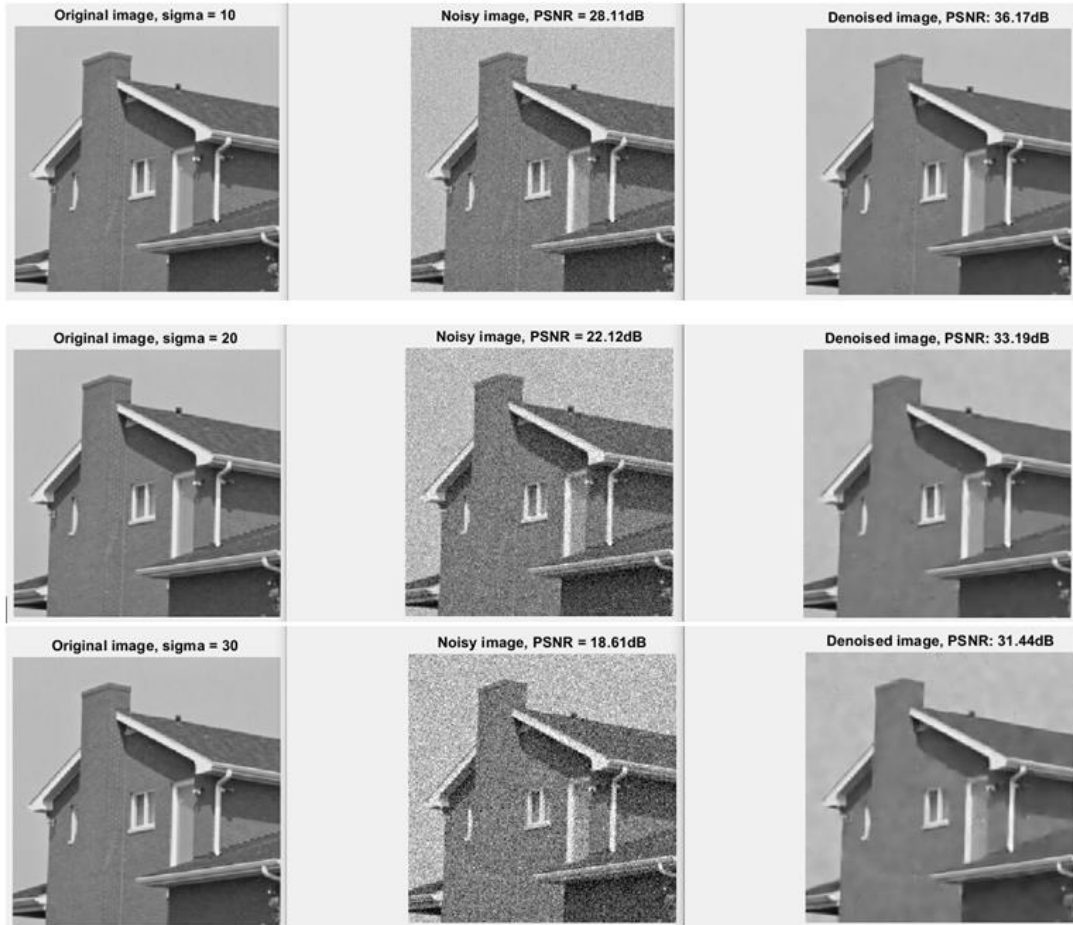 Original image, sigma = 10
Noisy image, PSNR = 28.11dB
Denoised image, PSNR: 36.17dB
Original image, sigma = 20
Noisy image, PSNR = 22.12dB
Denoised image, PSNR: 33.19dB
Original image, sigma = 30
Noisy image, PSNR = 18.61dB
Denoised image, PSNR: 31.44dB